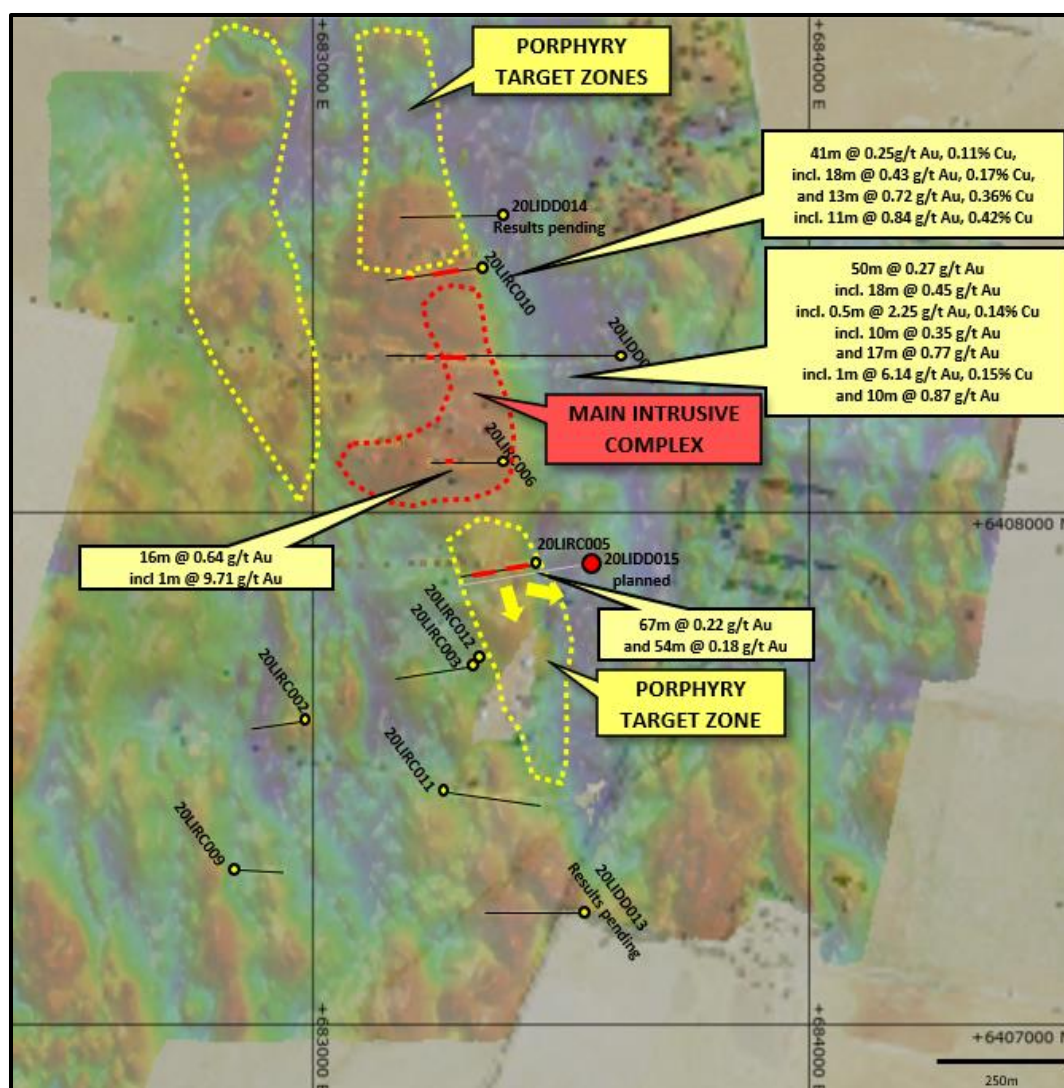 +683000 E
+684000 E
PORPHYRY
TARGET ZONES
41m @ 0.25g/t Au, 0.11% Cu,
incl. 18m @ 0.43 g/t Au, 0.17% Cu,
and 13m @ 0.72 g/t Au, 0.36% Cu
incl. 11m @ 0.84 g/t Au, 0.42% Cu
20LIDD014
Results pending
20LIRC010
50m @ 0.27 g/t Au
incl. 18m @ 0.45 g/t Au
incl. 0.5m @ 2.25 g/t Au, 0.14% Cu
incl. 10m @ 0.35 g/t Au
and 17m @ 0.77 g/t Au
incl. 1m @ 6.14 g/t Au, 0.15% Cu
and 10m @ 0.87 g/t Au
20LIDD0
MAIN INTRUSIVE
COMPLEX
20LIRC006
+6408000 N
16m @ 0.64 g/t Au
incl 1m @ 9.71 g/t Au
20LIRC005
20LIDD015
planned
67m @ 0.22 g/t Au
and 54m @ 0.18 g/t Au
20LIRC012
20LIRC003
20LIRC002
PORPHYRY
TARGET ZONE
20LIRC011
20LIRC009
20LIDD013
Results pending
+683000 E
+684000 E
+6407000 N
250m